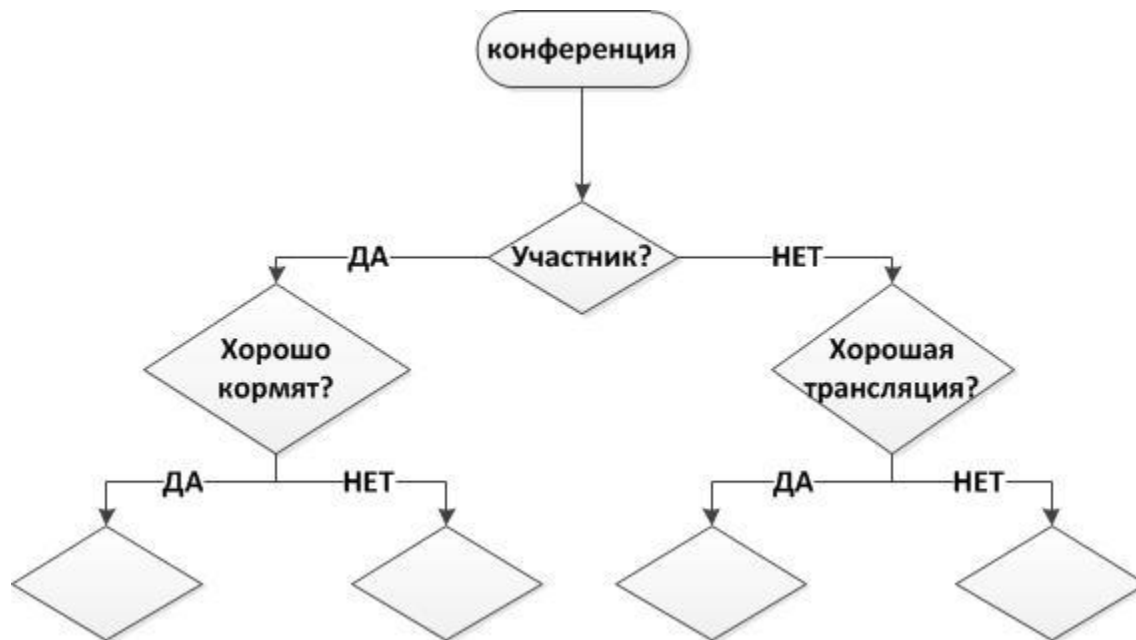 конференция
Участник?
ДА
НЕТ
Хорошо
кормят?
Хорошая
трансляция?
ДА
НЕТ
ДА
НЕТ